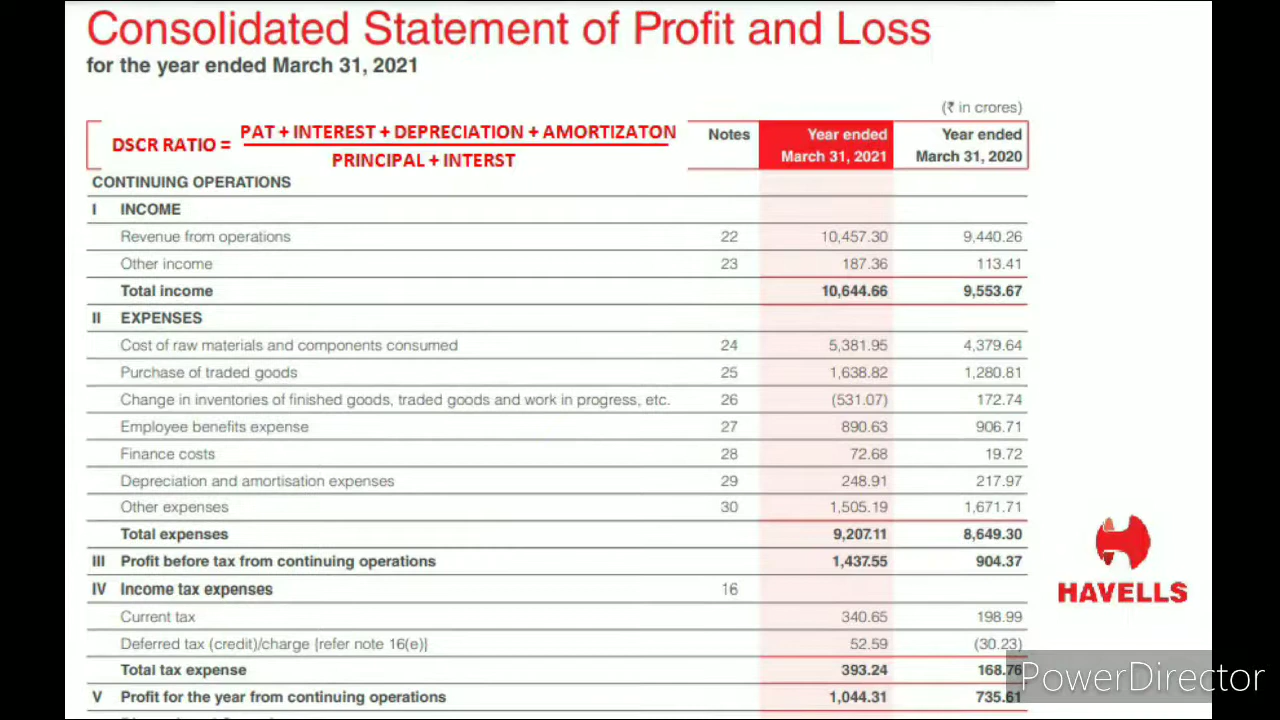 Consolidated Statement of Profit and Loss
for the year ended March 31, 2021
(₹ in crores)
DSCR RATIO = PAT + INTEREST + DEPRECIATION + AMORTIZATON
PRINCIPAL + INTERST
Notes Year ended March 31, 2021 Year ended March 31, 2020
CONTINUING OPERATIONS
I INCOME
Revenue from operations 22 10,457.30 9,440.26
Other income 23 187.36 113.41
Total income 10,644.66 9,553.67
II EXPENSES
Cost of raw materials and components consumed 24 5,381.95 4,379.64
Purchase of traded goods 25 1,638.82 1,280.81
Change in inventories of finished goods, traded goods and work in progress, etc. 26 (531.07) 172.74
Employee benefits expense 27 890.63 906.71
Finance costs 28 72.68 19.72
Depreciation and amortisation expenses 29 248.91 217.97
Other expenses 30 1,505.19 1,671.71
Total expenses 9,207.11 8,649.30
III Profit before tax from continuing operations 1,437.55 904.37
IV Income tax expenses 16
Current tax 340.65 198.99
Deferred tax (credit)/charge {refer note 16(e)} 52.59 (30.23)
Total tax expense 393.24 168.76
V Profit for the year from continuing operations 1,044.31 735.61
HAVELLS
PowerDirector